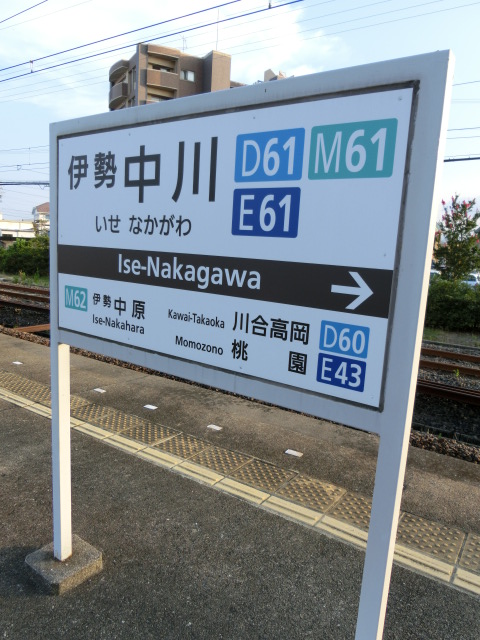 伊勢中川 D61 M61
いせ なかがわ E61
Ise-Nakagawa →
M62 伊勢中原 Kawai-Takaoka 川合高岡 D60
Ise-Nakahara Momozono 桃園 E43